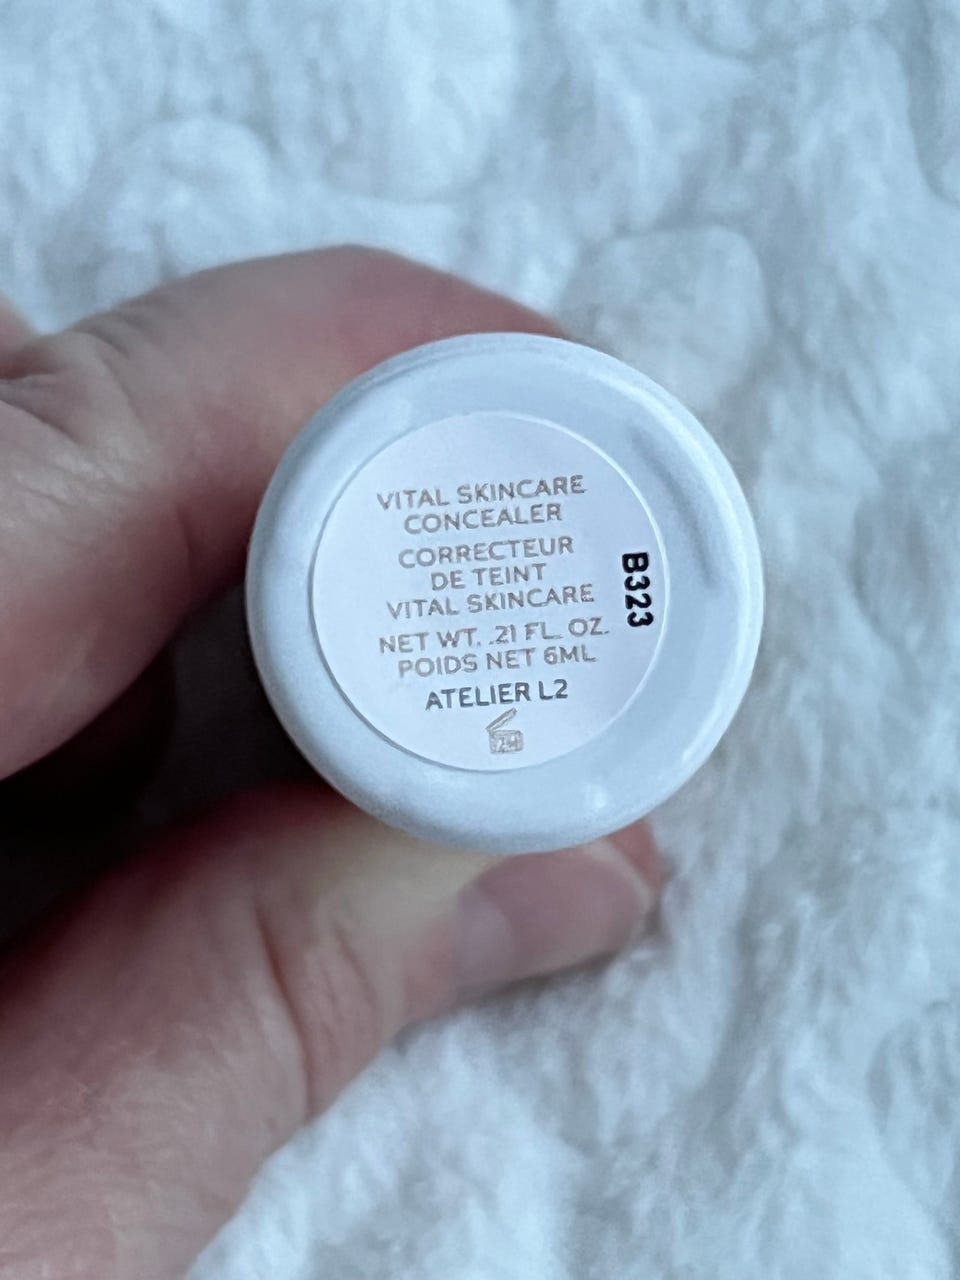 VITAL SKINCARE
CONCEALER
CORRECTEUR
DE TEINT
VITAL SKINCARE
NET WT. .21 FL. OZ.
POIDS NET 6ML
ATELIER L2
B323